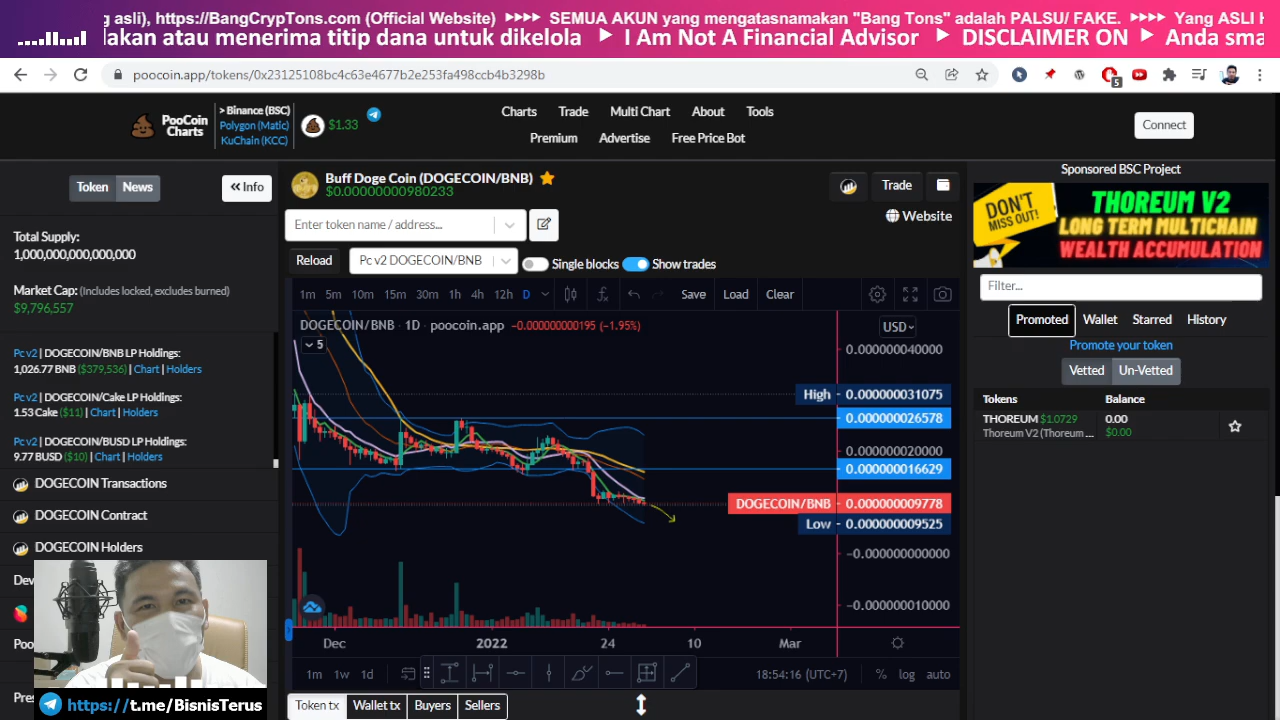 g asli), https://BangCrypTons.com (Official Website) ▸▸▸▸ SEMUA AKUN yang mengatasnamakan "Bang Tons" adalah PALSU/ FAKE. ▸▸▸▸ Yang ASLI H
lakan atau menerima titip dana untuk dikelola ▶ I Am Not A Financial Advisor ▶ DISCLAIMER ON ▶ Anda sma
poocoin.app/tokens/0x23125108bc4c63e4677b2e253fa498ccb4b3298b
5
PooCoin Charts
> Binance (BSC)
Polygon (Matic)
KuChain (KCC)
$1.33
Charts Trade Multi Chart About Tools
Premium Advertise Free Price Bot
Connect
Token News
<< Info
Total Supply:
1,000,000,000,000,000
Market Cap: (Includes locked, excludes burned)
$9,796,557
Pc v2 | DOGECOIN/BNB LP Holdings:
1,026.77 BNB ($379,536) | Chart | Holders
Pc v2 | DOGECOIN/Cake LP Holdings:
1.53 Cake ($11) | Chart | Holders
Pc v2 | DOGECOIN/BUSD LP Holdings:
9.77 BUSD ($10) | Chart | Holders
DOGECOIN Transactions
DOGECOIN Contract
DOGECOIN Holders
Dev
Poo
Pres
https://t.me/BisnisTerus
Buff Doge Coin (DOGECOIN/BNB)
$0.00000000980233
Trade
Website
Enter token name / address...
Reload
Pc v2 DOGECOIN/BNB
Single blocks
Show trades
1m 5m 10m 15m 30m 1h 4h 12h D
Save Load Clear
DOGECOIN/BNB · 1D · poocoin.app −0.000000000195 (−1.95%)
5
USD
0.000000040000
High 0.000000031075
0.000000026578
0.000000020000
0.000000016629
DOGECOIN/BNB 0.000000009778
Low 0.000000009525
−0.000000000000
−0.000000010000
Dec 2022 24 10 Mar
1m 1w 1d
18:54:16 (UTC+7)
% log auto
Token tx Wallet tx Buyers Sellers
Sponsored BSC Project
DON'T MISS OUT!
THOREUM V2
LONG TERM MULTICHAIN
WEALTH ACCUMULATION
Filter...
Promoted Wallet Starred History
Promote your token
Vetted Un-Vetted
Tokens Balance
THOREUM $1.0729 0.00
Thoreum V2 (Thoreum ... $0.00